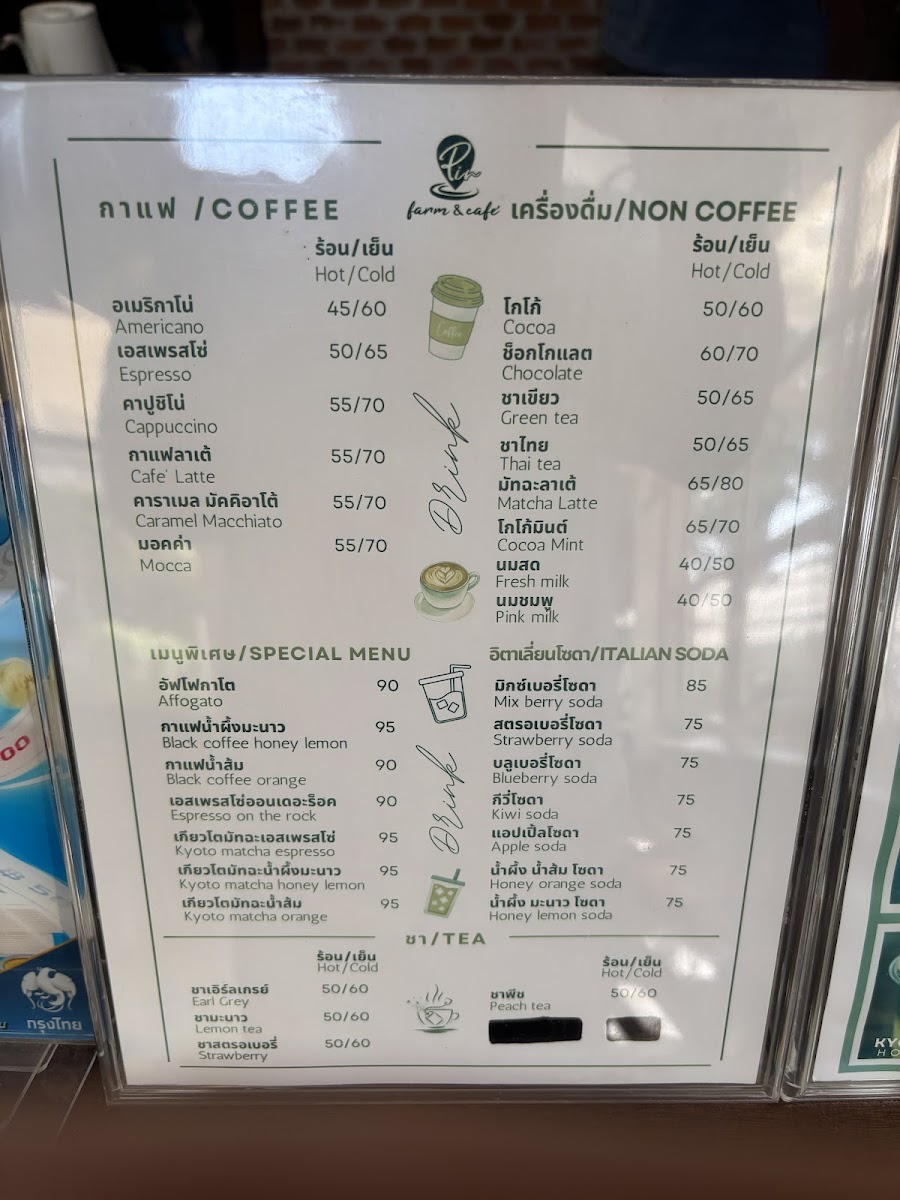 Pin
farm & café
กาแฟ /COFFEE
ร้อน/เย็น
Hot/Cold
อเมริกาโน่ 45/60
Americano
เอสเพรสโซ่ 50/65
Espresso
คาปูชิโน่ 55/70
Cappuccino
กาแฟลาเต้ 55/70
Cafe' Latte
คาราเมล มัคคิอาโต้ 55/70
Caramel Macchiato
มอคค่า 55/70
Mocca
Coffee
Drink
เครื่องดื่ม/NON COFFEE
ร้อน/เย็น
Hot/Cold
โกโก้ 50/60
Cocoa
ช็อกโกแลต 60/70
Chocolate
ชาเขียว 50/65
Green tea
ชาไทย 50/65
Thai tea
มัทฉะลาเต้ 65/80
Matcha Latte
โกโก้มินต์ 65/70
Cocoa Mint
นมสด 40/50
Fresh milk
นมชมพู 40/50
Pink milk
เมนูพิเศษ/SPECIAL MENU
อัฟโฟกาโต 90
Affogato
กาแฟน้ำผึ้งมะนาว 95
Black coffee honey lemon
กาแฟน้ำส้ม 90
Black coffee orange
เอสเพรสโซ่ออนเดอะร็อค 90
Espresso on the rock
เกียวโตมัทฉะเอสเพรสโซ่ 95
Kyoto matcha espresso
เกียวโตมัทฉะน้ำผึ้งมะนาว 95
Kyoto matcha honey lemon
เกียวโตมัทฉะน้ำส้ม 95
Kyoto matcha orange
Drink
อิตาเลี่ยนโซดา/ITALIAN SODA
มิกซ์เบอรี่โซดา 85
Mix berry soda
สตรอเบอรี่โซดา 75
Strawberry soda
บลูเบอรี่โซดา 75
Blueberry soda
กีวี่โซดา 75
Kiwi soda
แอปเปิ้ลโซดา 75
Apple soda
น้ำผึ้ง น้ำส้ม โซดา 75
Honey orange soda
น้ำผึ้ง มะนาว โซดา 75
Honey lemon soda
ชา/TEA
ร้อน/เย็น
Hot/Cold
ชาเอิร์ลเกรย์ 50/60
Earl Grey
ชามะนาว 50/60
Lemon tea
ชาสตรอเบอรี่ 50/60
Strawberry
ร้อน/เย็น
Hot/Cold
ชาพีช 50/60
Peach tea
กรุงไทย